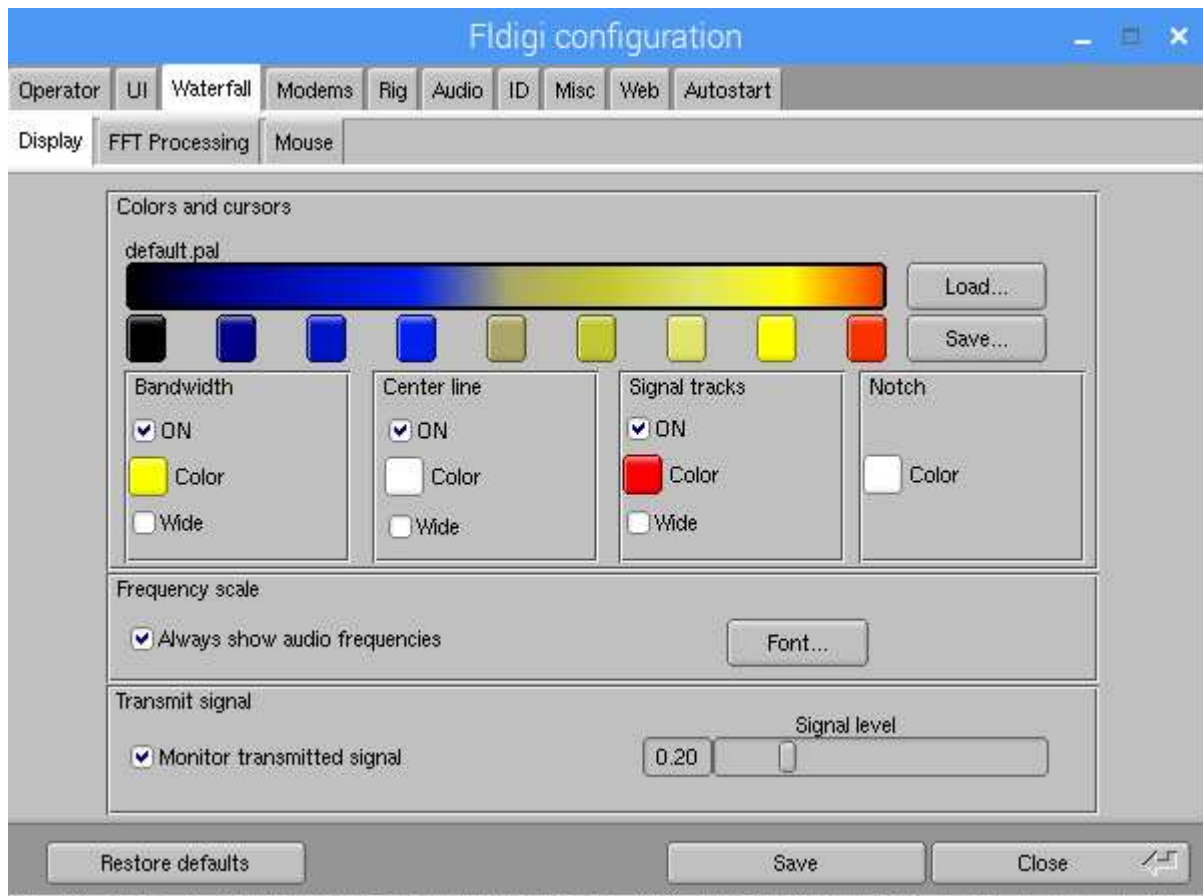 Fldigi configuration
Operator UI Waterfall Modems Rig Audio ID Misc Web Autostart
Display FFT Processing Mouse
Colors and cursors
default.pal
Load...
Save...
Bandwidth
ON
Color
Wide
Center line
ON
Color
Wide
Signal tracks
ON
Color
Wide
Notch
Color
Frequency scale
Always show audio frequencies
Font...
Transmit signal
Monitor transmitted signal
Signal level
0.20
Restore defaults
Save
Close